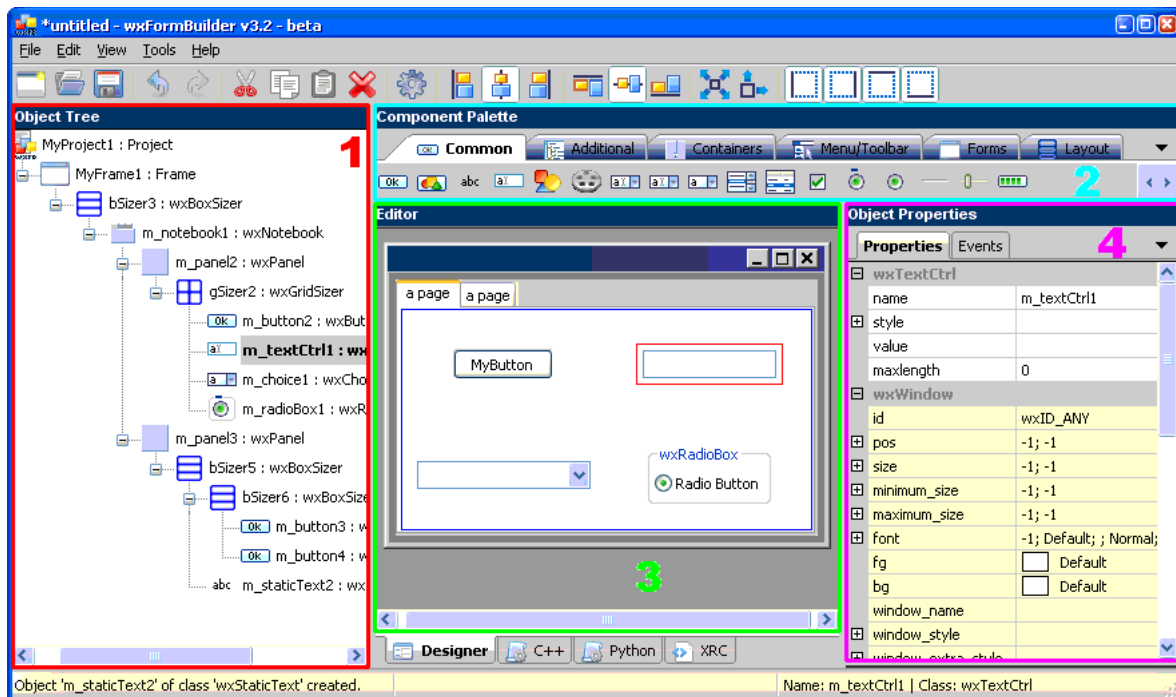 *untitled - wxFormBuilder v3.2 - beta
File Edit View Tools Help
Object Tree
1
MyProject1 : Project
MyFrame1 : Frame
bSizer3 : wxBoxSizer
m_notebook1 : wxNotebook
m_panel2 : wxPanel
gSizer2 : wxGridSizer
m_button2 : wxBut
m_textCtrl1 : wx
m_choice1 : wxCho
m_radioBox1 : wxR
m_panel3 : wxPanel
bSizer5 : wxBoxSizer
bSizer6 : wxBoxSize
m_button3 : w
m_button4 : w
abc m_staticText2 : wx
Component Palette
Common Additional Containers Menu/Toolbar Forms Layout
OK abc 2
Editor
a page a page
MyButton
wxRadioBox
Radio Button
3
Designer C++ Python XRC
Object Properties
Properties Events 4
wxTextCtrl
name m_textCtrl1
style
value
maxlength 0
wxWindow
id wxID_ANY
pos -1; -1
size -1; -1
minimum_size -1; -1
maximum_size -1; -1
font -1; Default; ; Normal;
fg Default
bg Default
window_name
window_style
window_extra_style
Object 'm_staticText2' of class 'wxStaticText' created.
Name: m_textCtrl1 | Class: wxTextCtrl